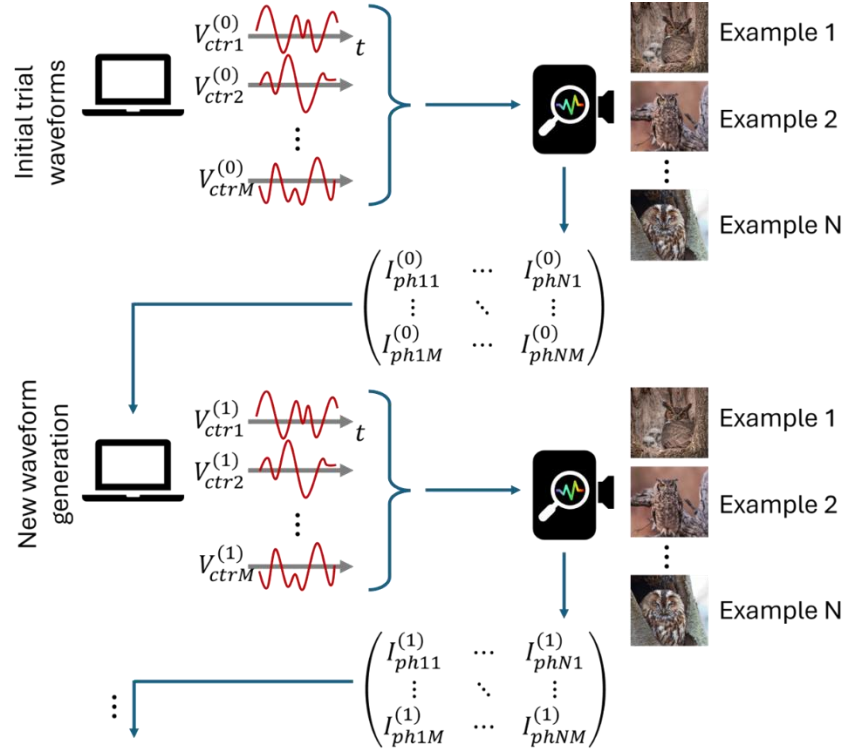 Initial trial waveforms
V_{ctr1}^{(0)} t
V_{ctr2}^{(0)}
⋮
V_{ctrM}^{(0)}
Example 1
Example 2
⋮
Example N
I_{ph11}^{(0)} ⋯ I_{phN1}^{(0)}
⋮ ⋱ ⋮
I_{ph1M}^{(0)} ⋯ I_{phNM}^{(0)}
New waveform generation
V_{ctr1}^{(1)} t
V_{ctr2}^{(1)}
⋮
V_{ctrM}^{(1)}
Example 1
Example 2
⋮
Example N
I_{ph11}^{(1)} ⋯ I_{phN1}^{(1)}
⋮ ⋱ ⋮
I_{ph1M}^{(1)} ⋯ I_{phNM}^{(1)}
⋮